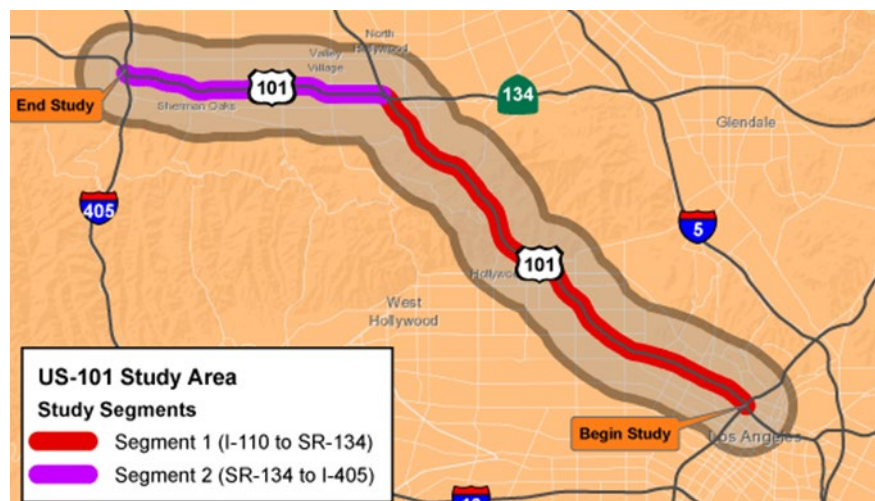 North
Hollywood
Valley
Village
101
134
End Study
Sherman Oaks
Glendale
405
5
101
Hollywood
West
Hollywood
US-101 Study Area
Study Segments
Segment 1 (I-110 to SR-134)
Segment 2 (SR-134 to I-405)
Begin Study
Los Angeles
10